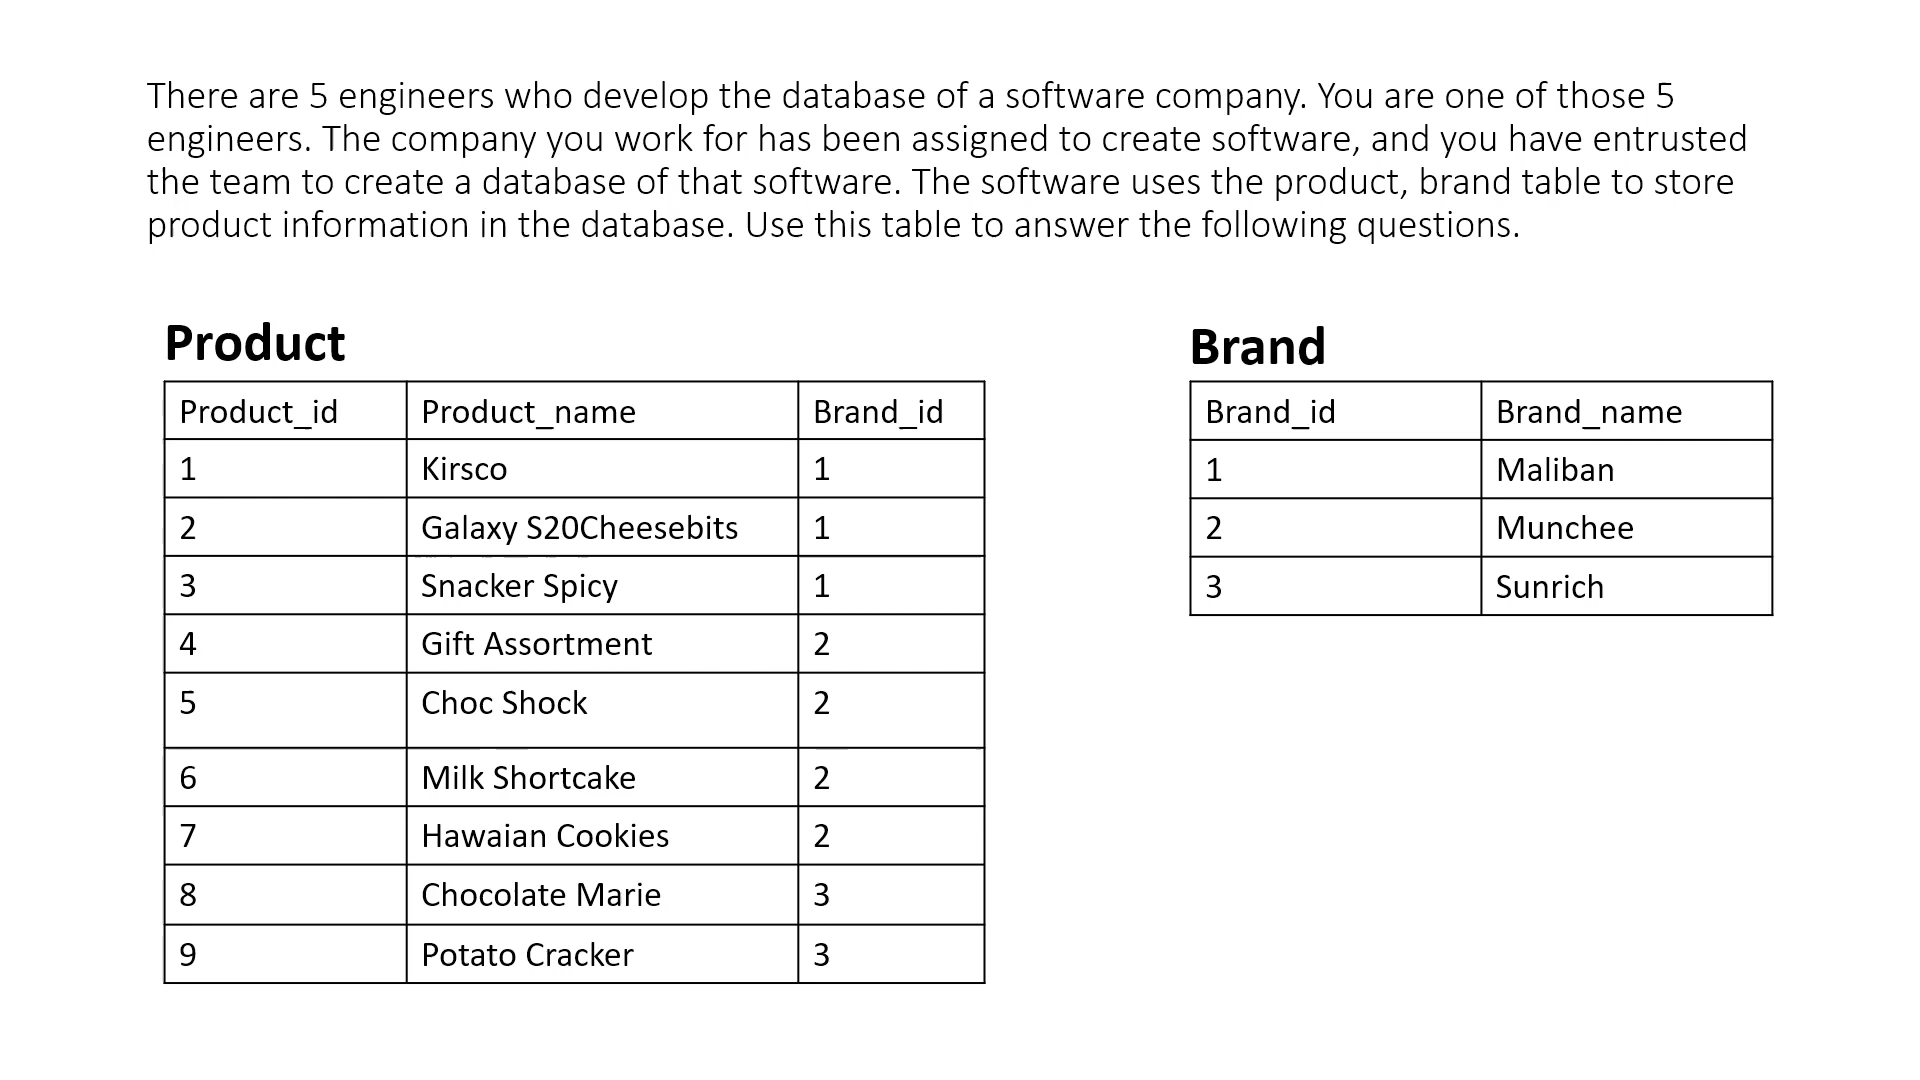 There are 5 engineers who develop the database of a software company. You are one of those 5
engineers. The company you work for has been assigned to create software, and you have entrusted
the team to create a database of that software. The software uses the product, brand table to store
product information in the database. Use this table to answer the following questions.
Product
Product_id Product_name Brand_id
1 Kirsco 1
2 Galaxy S20Cheesebits 1
3 Snacker Spicy 1
4 Gift Assortment 2
5 Choc Shock 2
6 Milk Shortcake 2
7 Hawaian Cookies 2
8 Chocolate Marie 3
9 Potato Cracker 3
Brand
Brand_id Brand_name
1 Maliban
2 Munchee
3 Sunrich